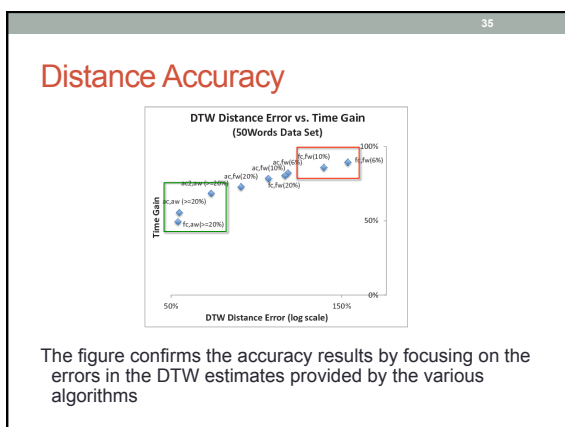 35
Distance Accuracy
DTW Distance Error vs. Time Gain
(50Words Data Set)
100%
fc,fw(10%)
ac,fw(6%)
fc,fw(6%)
ac,fw(10%)
ac,fw(20%)
fc,fw(20%)
ac2,aw (>=20%)
ac,aw (>=20%)
fc,aw(>=20%)
50%
Time Gain
0%
50%
150%
DTW Distance Error (log scale)
The figure confirms the accuracy results by focusing on the
errors in the DTW estimates provided by the various
algorithms